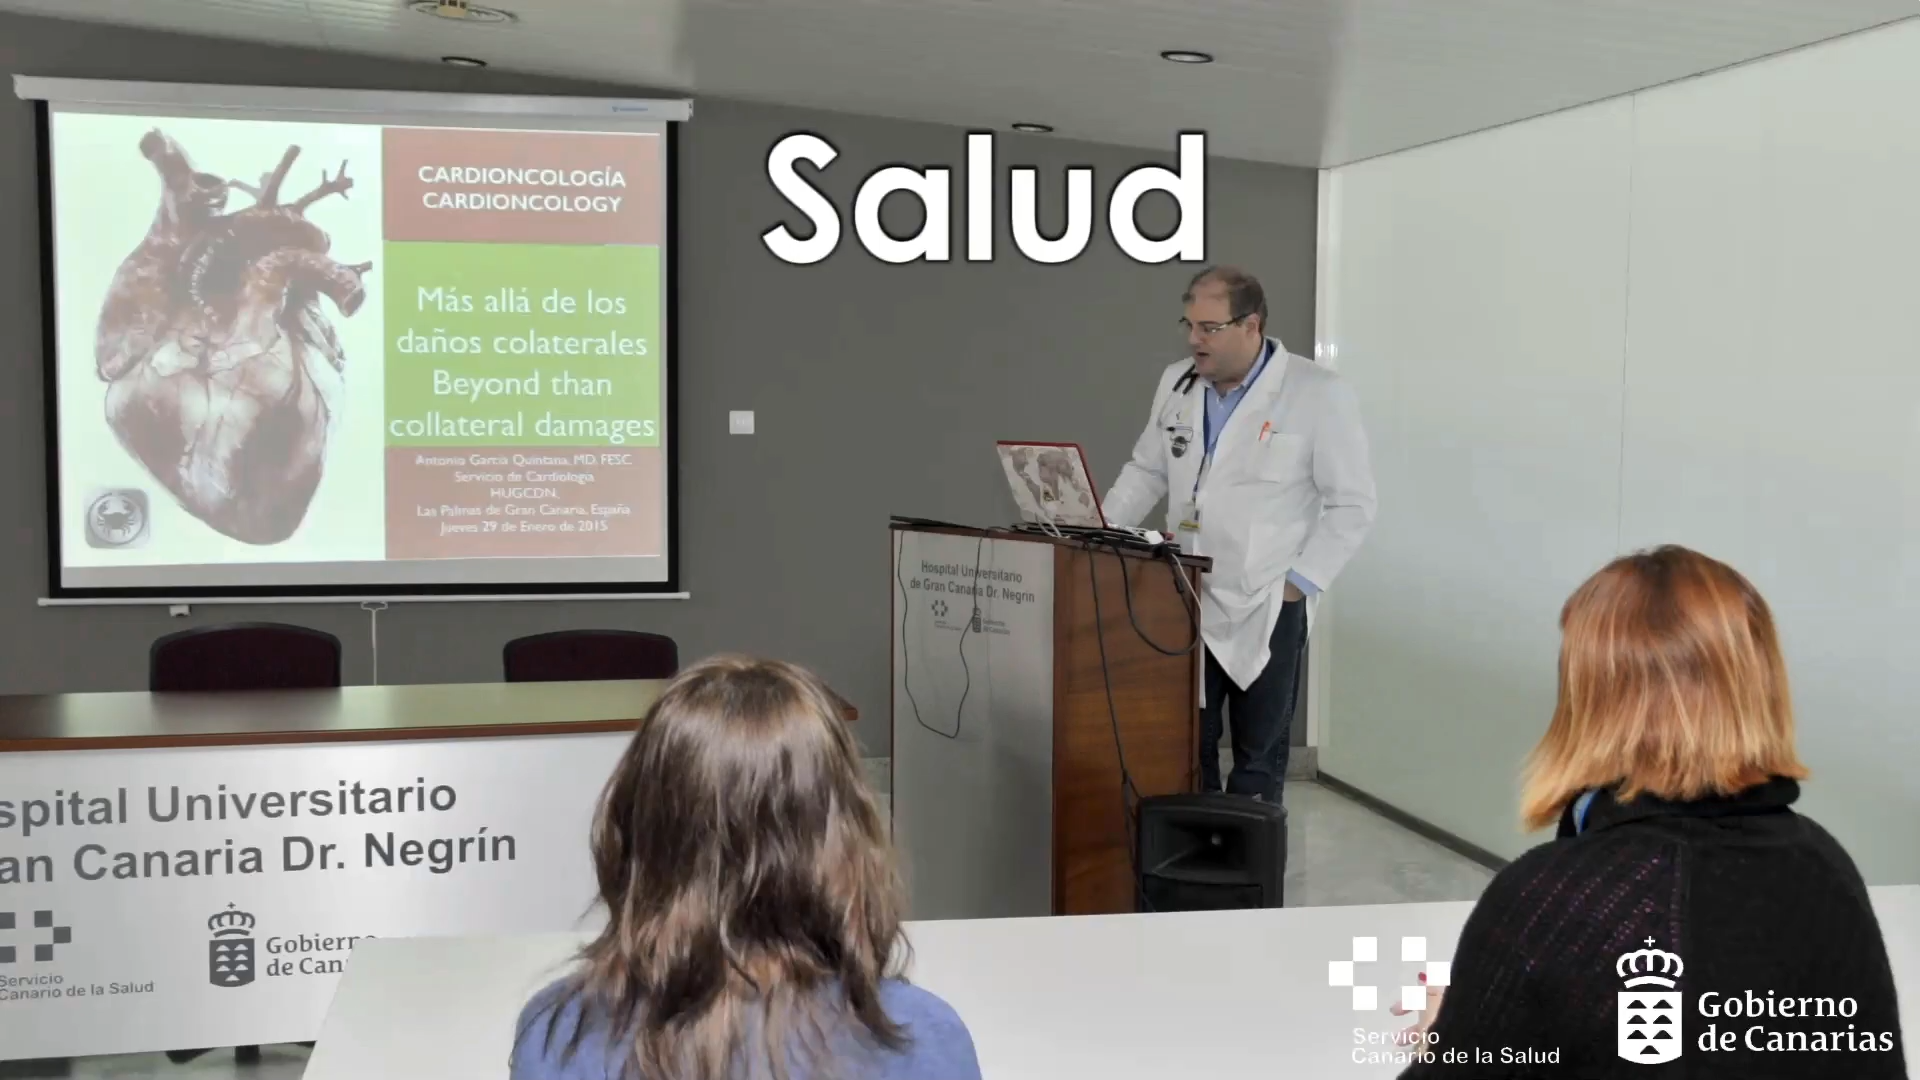 Salud
CARDIONCOLOGÍA
CARDIONCOLOGY
Más allá de los
daños colaterales
Beyond than
collateral damages
Antonio García Quintana, MD, FESC
Servicio de Cardiología
HUGCDN,
Las Palmas de Gran Canaria, España
Jueves 29 de Enero de 2015
Hospital Universitario
de Gran Canaria Dr. Negrín
spital Universitario
an Canaria Dr. Negrín
Servicio
Canario de la Salud
Gobiern
de Can
Servicio
Canario de la Salud
Gobierno
de Canarias